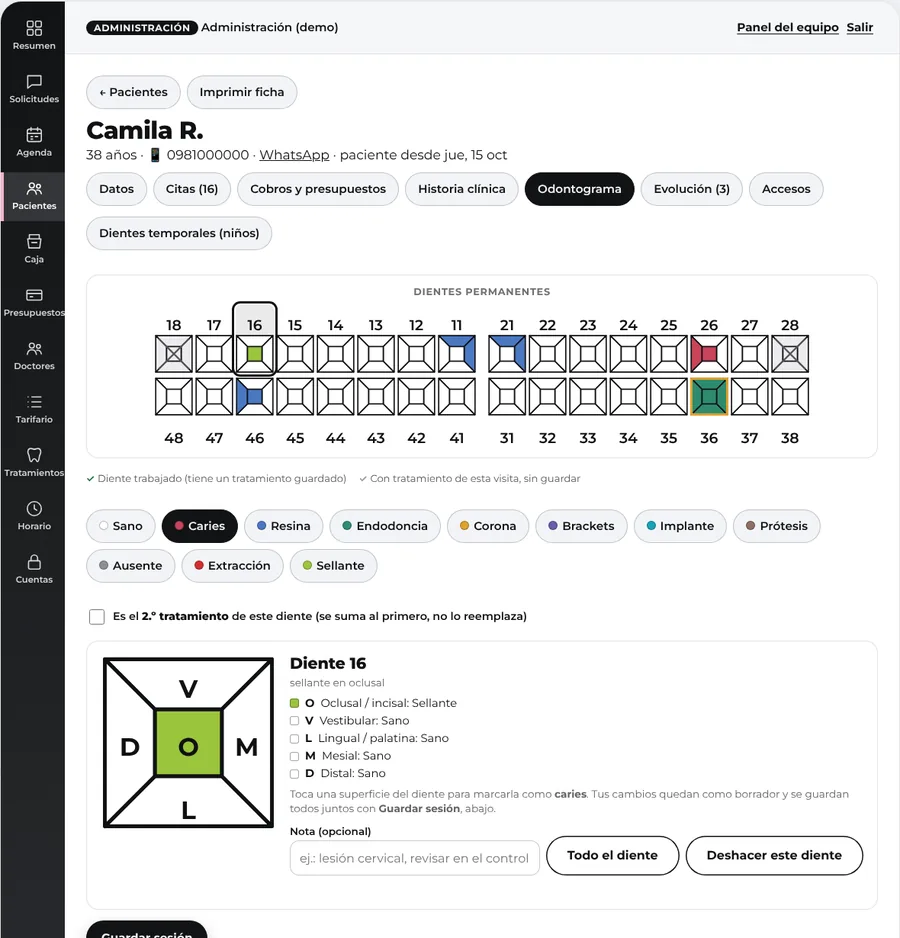 Resumen
Solicitudes
Agenda
Pacientes
Caja
Presupuestos
Doctores
Tarifario
Tratamientos
Horario
Cuentas
ADMINISTRACIÓN Administración (demo)
Panel del equipo Salir
← Pacientes Imprimir ficha
Camila R.
38 años · 📱 0981000000 · WhatsApp · paciente desde jue, 15 oct
Datos Citas (16) Cobros y presupuestos Historia clínica Odontograma Evolución (3) Accesos
Dientes temporales (niños)
DIENTES PERMANENTES
18 17 16 15 14 13 12 11 21 22 23 24 25 26 27 28
48 47 46 45 44 43 42 41 31 32 33 34 35 36 37 38
✓ Diente trabajado (tiene un tratamiento guardado) ✓ Con tratamiento de esta visita, sin guardar
Sano Caries Resina Endodoncia Corona Brackets Implante Prótesis
Ausente Extracción Sellante
Es el 2.º tratamiento de este diente (se suma al primero, no lo reemplaza)
V
D O M
L
Diente 16
sellante en oclusal
O Oclusal / incisal: Sellante
V Vestibular: Sano
L Lingual / palatina: Sano
M Mesial: Sano
D Distal: Sano
Toca una superficie del diente para marcarla como caries. Tus cambios quedan como borrador y se guardan
todos juntos con Guardar sesión, abajo.
Nota (opcional)
ej.: lesión cervical, revisar en el control
Todo el diente Deshacer este diente
Guardar sesión